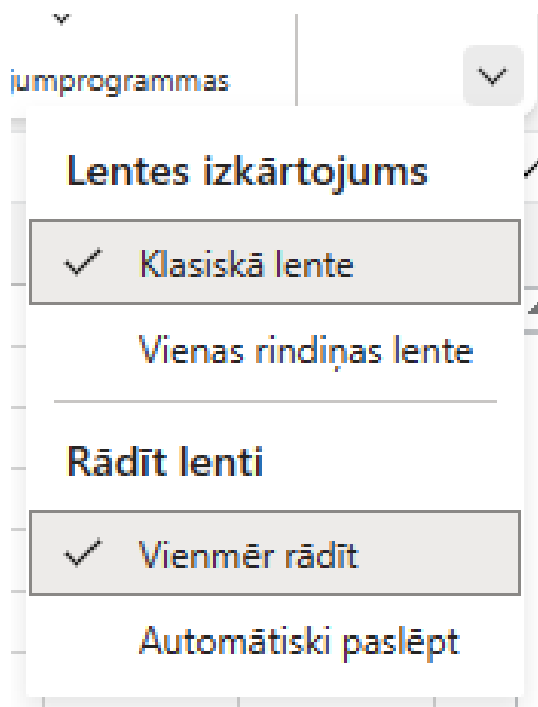 jumprogrammas
Lentes izkārtojums
Klasiskā lente
Vienas rindiņas lente
Rādīt lenti
Vienmēr rādīt
Automātiski paslēpt